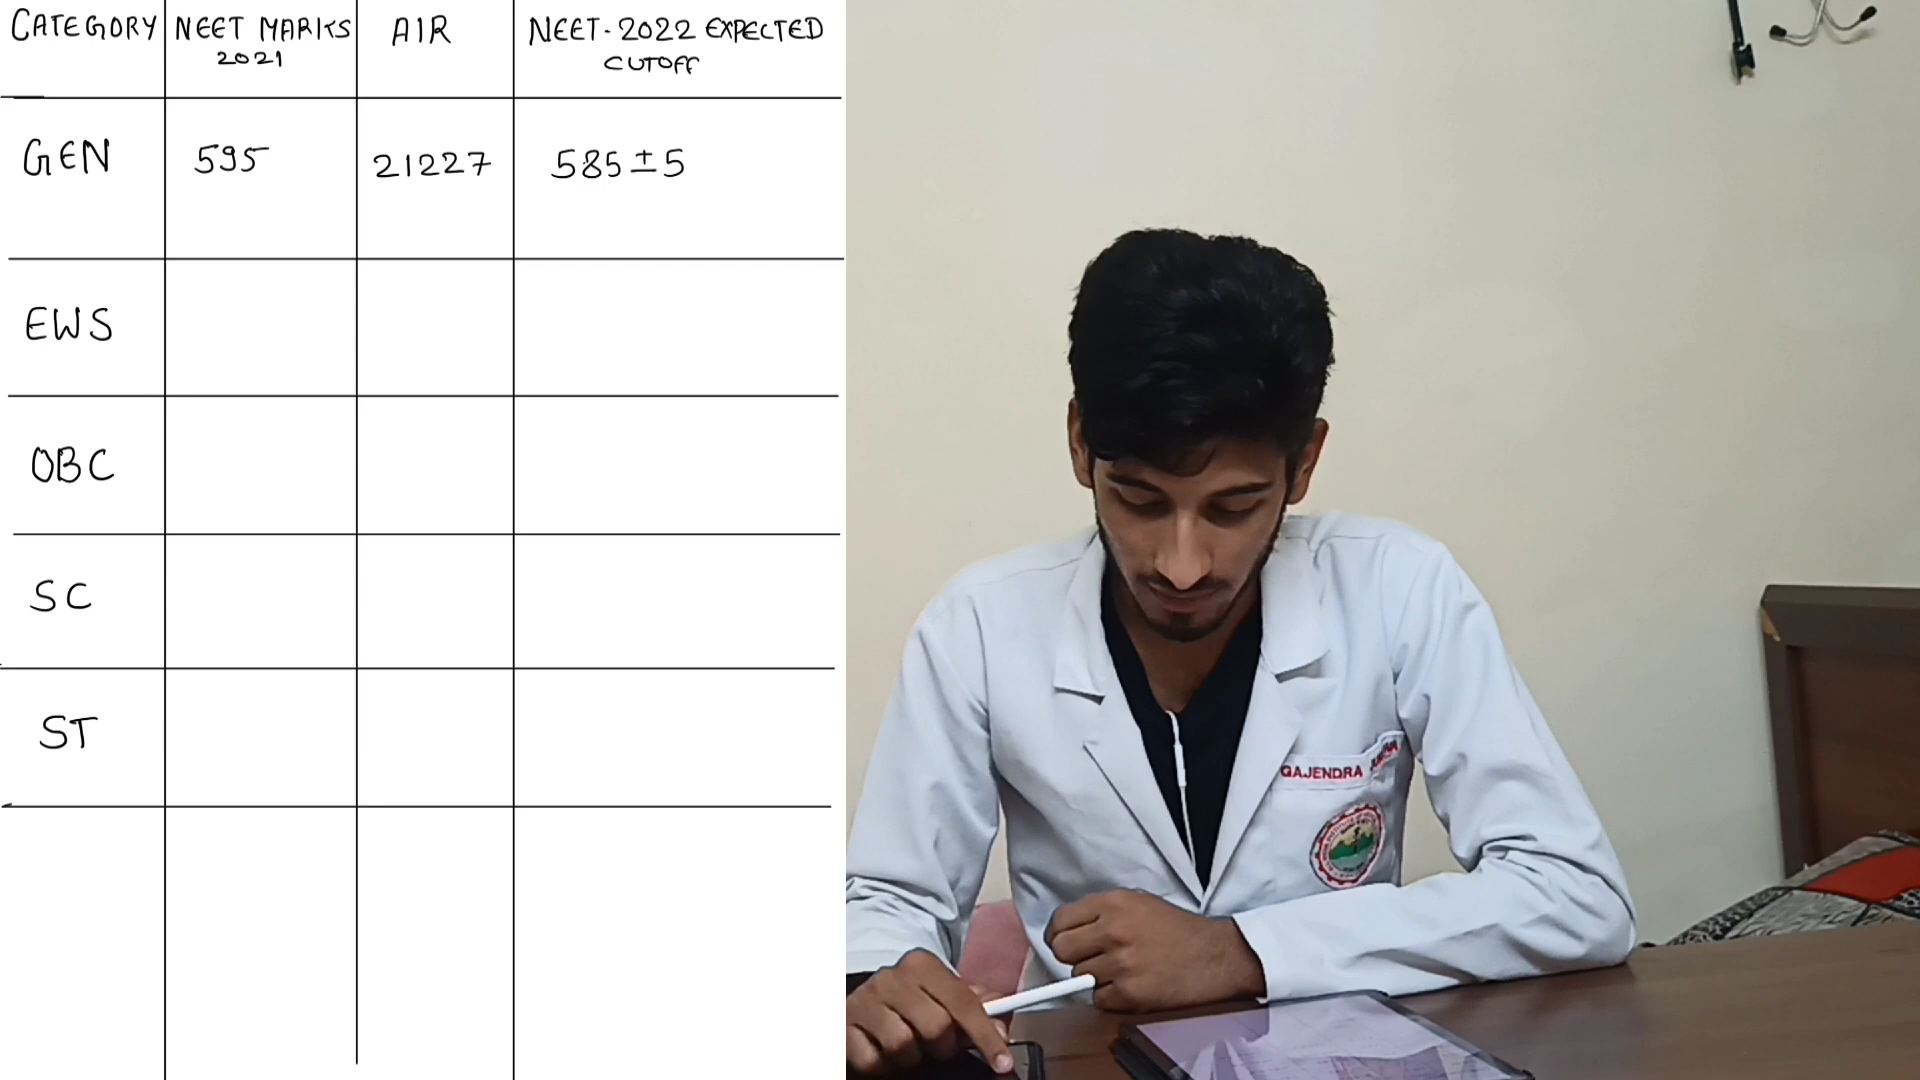 CATEGORY NEET MARKS AIR NEET-2022 EXPECTED
2021 CUTOFF
GEN 595 21227 585±5
EWS
OBC
SC
ST
GAJENDRA